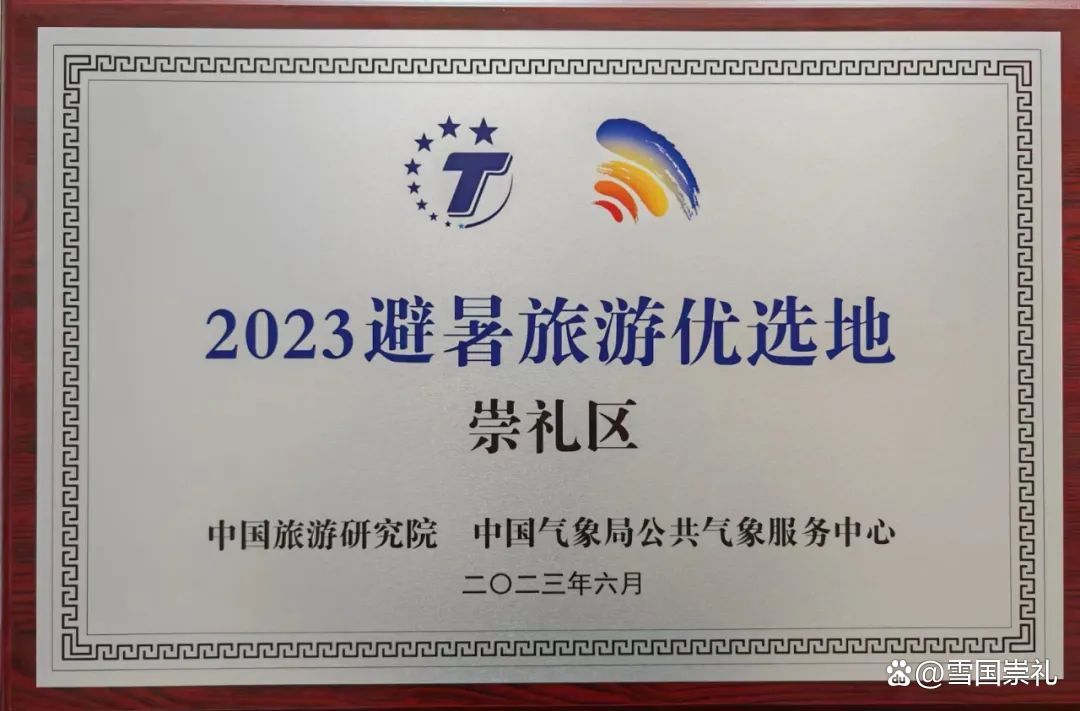 2023避暑旅游优选地
崇礼区
中国旅游研究院 中国气象局公共气象服务中心
二〇二三年六月
@雪国崇礼